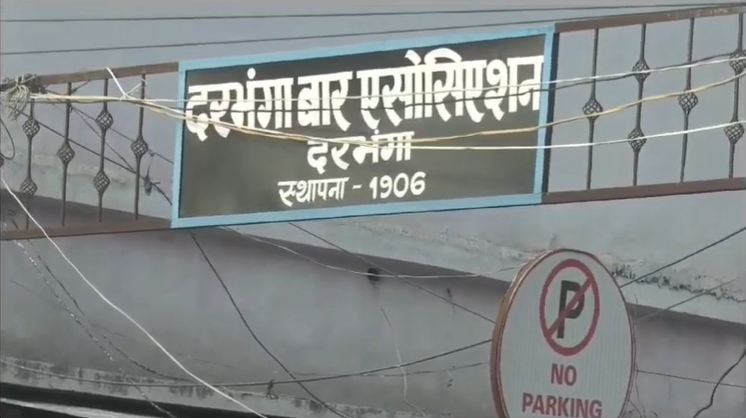 दरभंगा बार एसोसिएशन
दरभंगा
स्थापना - 1906
P
NO
PARKING